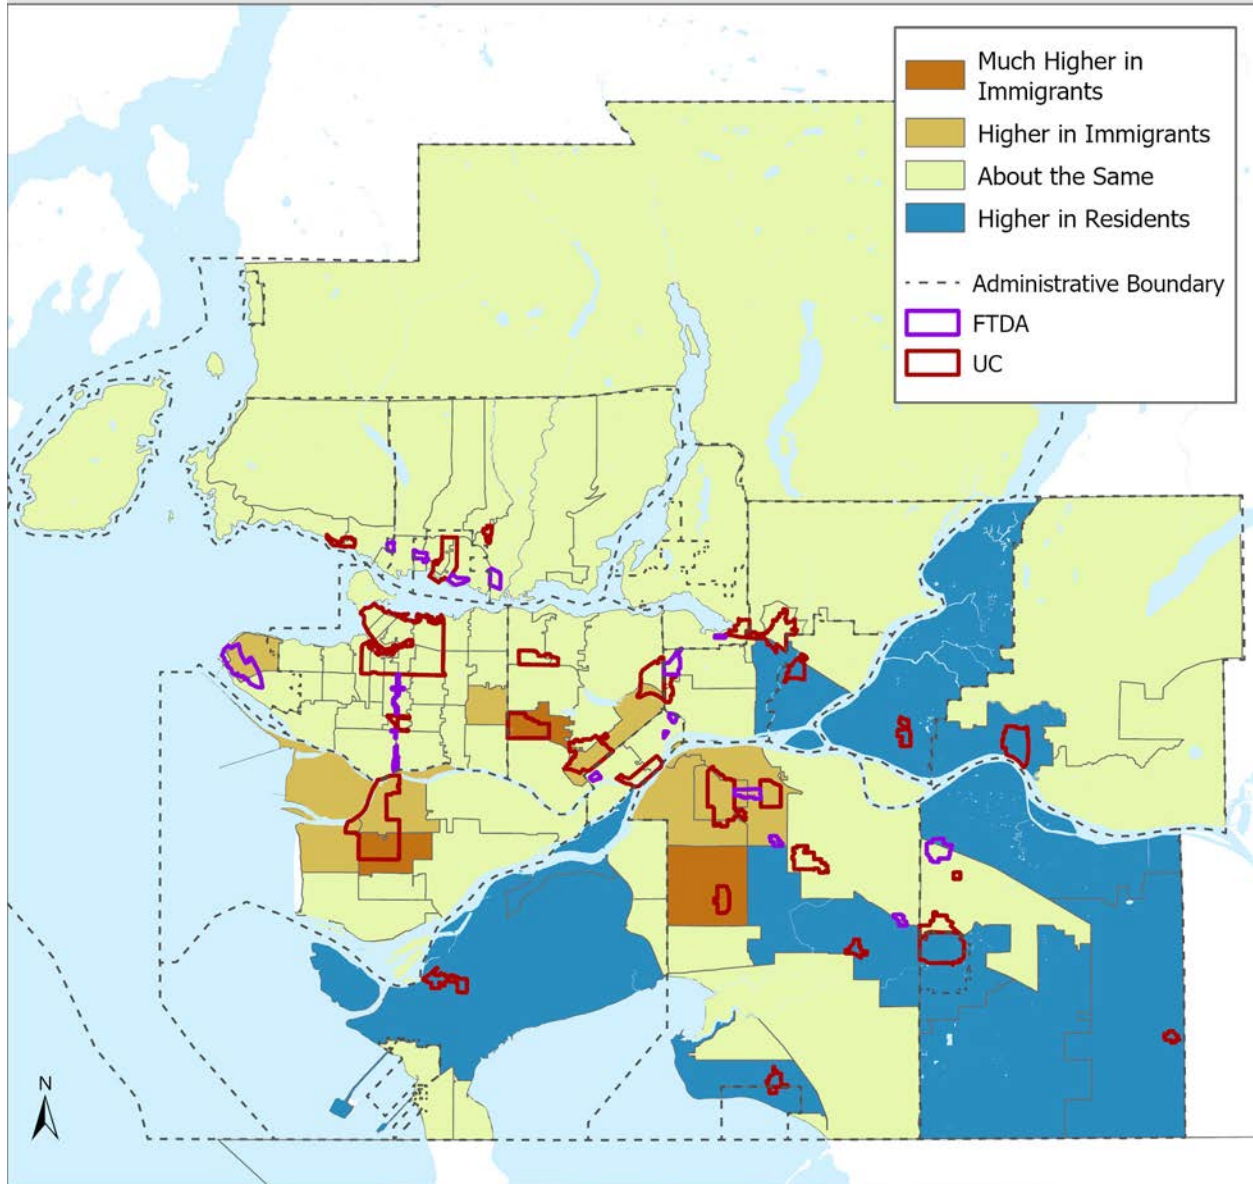 Much Higher in
Immigrants
Higher in Immigrants
About the Same
Higher in Residents
Administrative Boundary
FTDA
UC
N